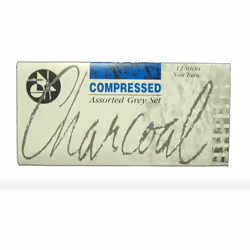 12 Sticks
Non Toxic
COMPRESSED
Assorted Grey Set
Charcoal